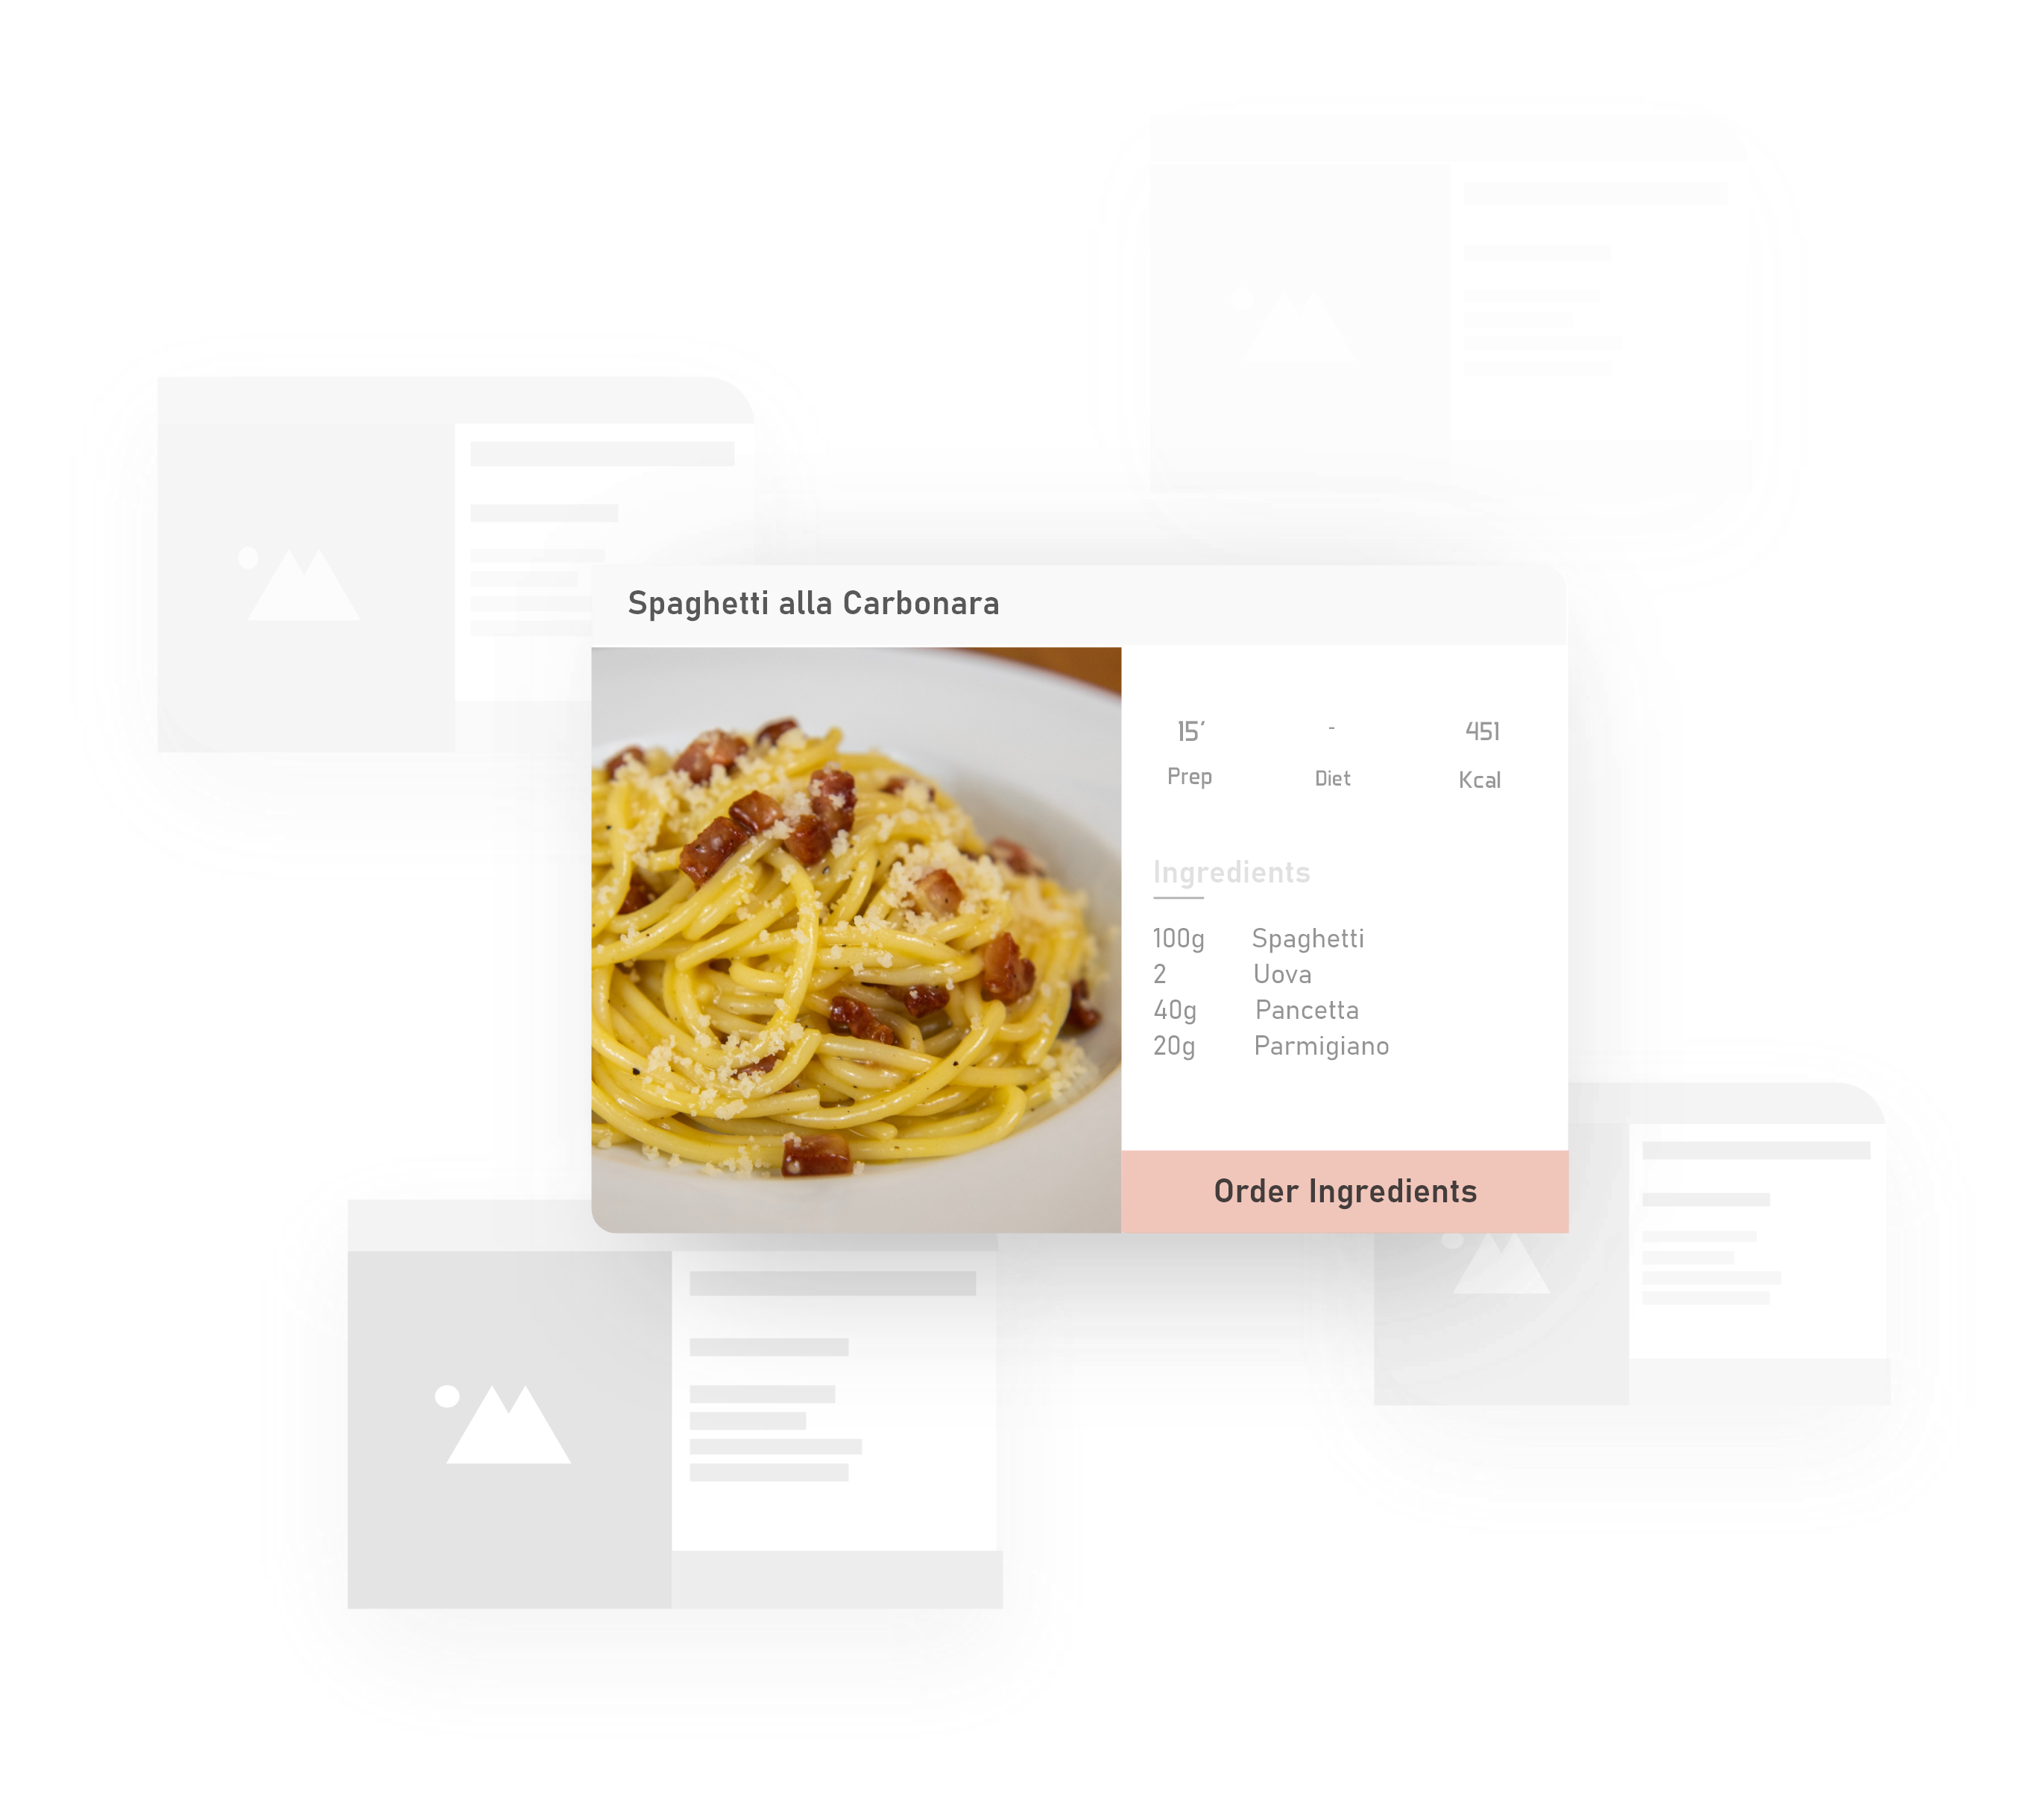 Spaghetti alla Carbonara
15' - 451
Prep Diet Kcal
Ingredients
100g Spaghetti
2 Uova
40g Pancetta
20g Parmigiano
Order Ingredients